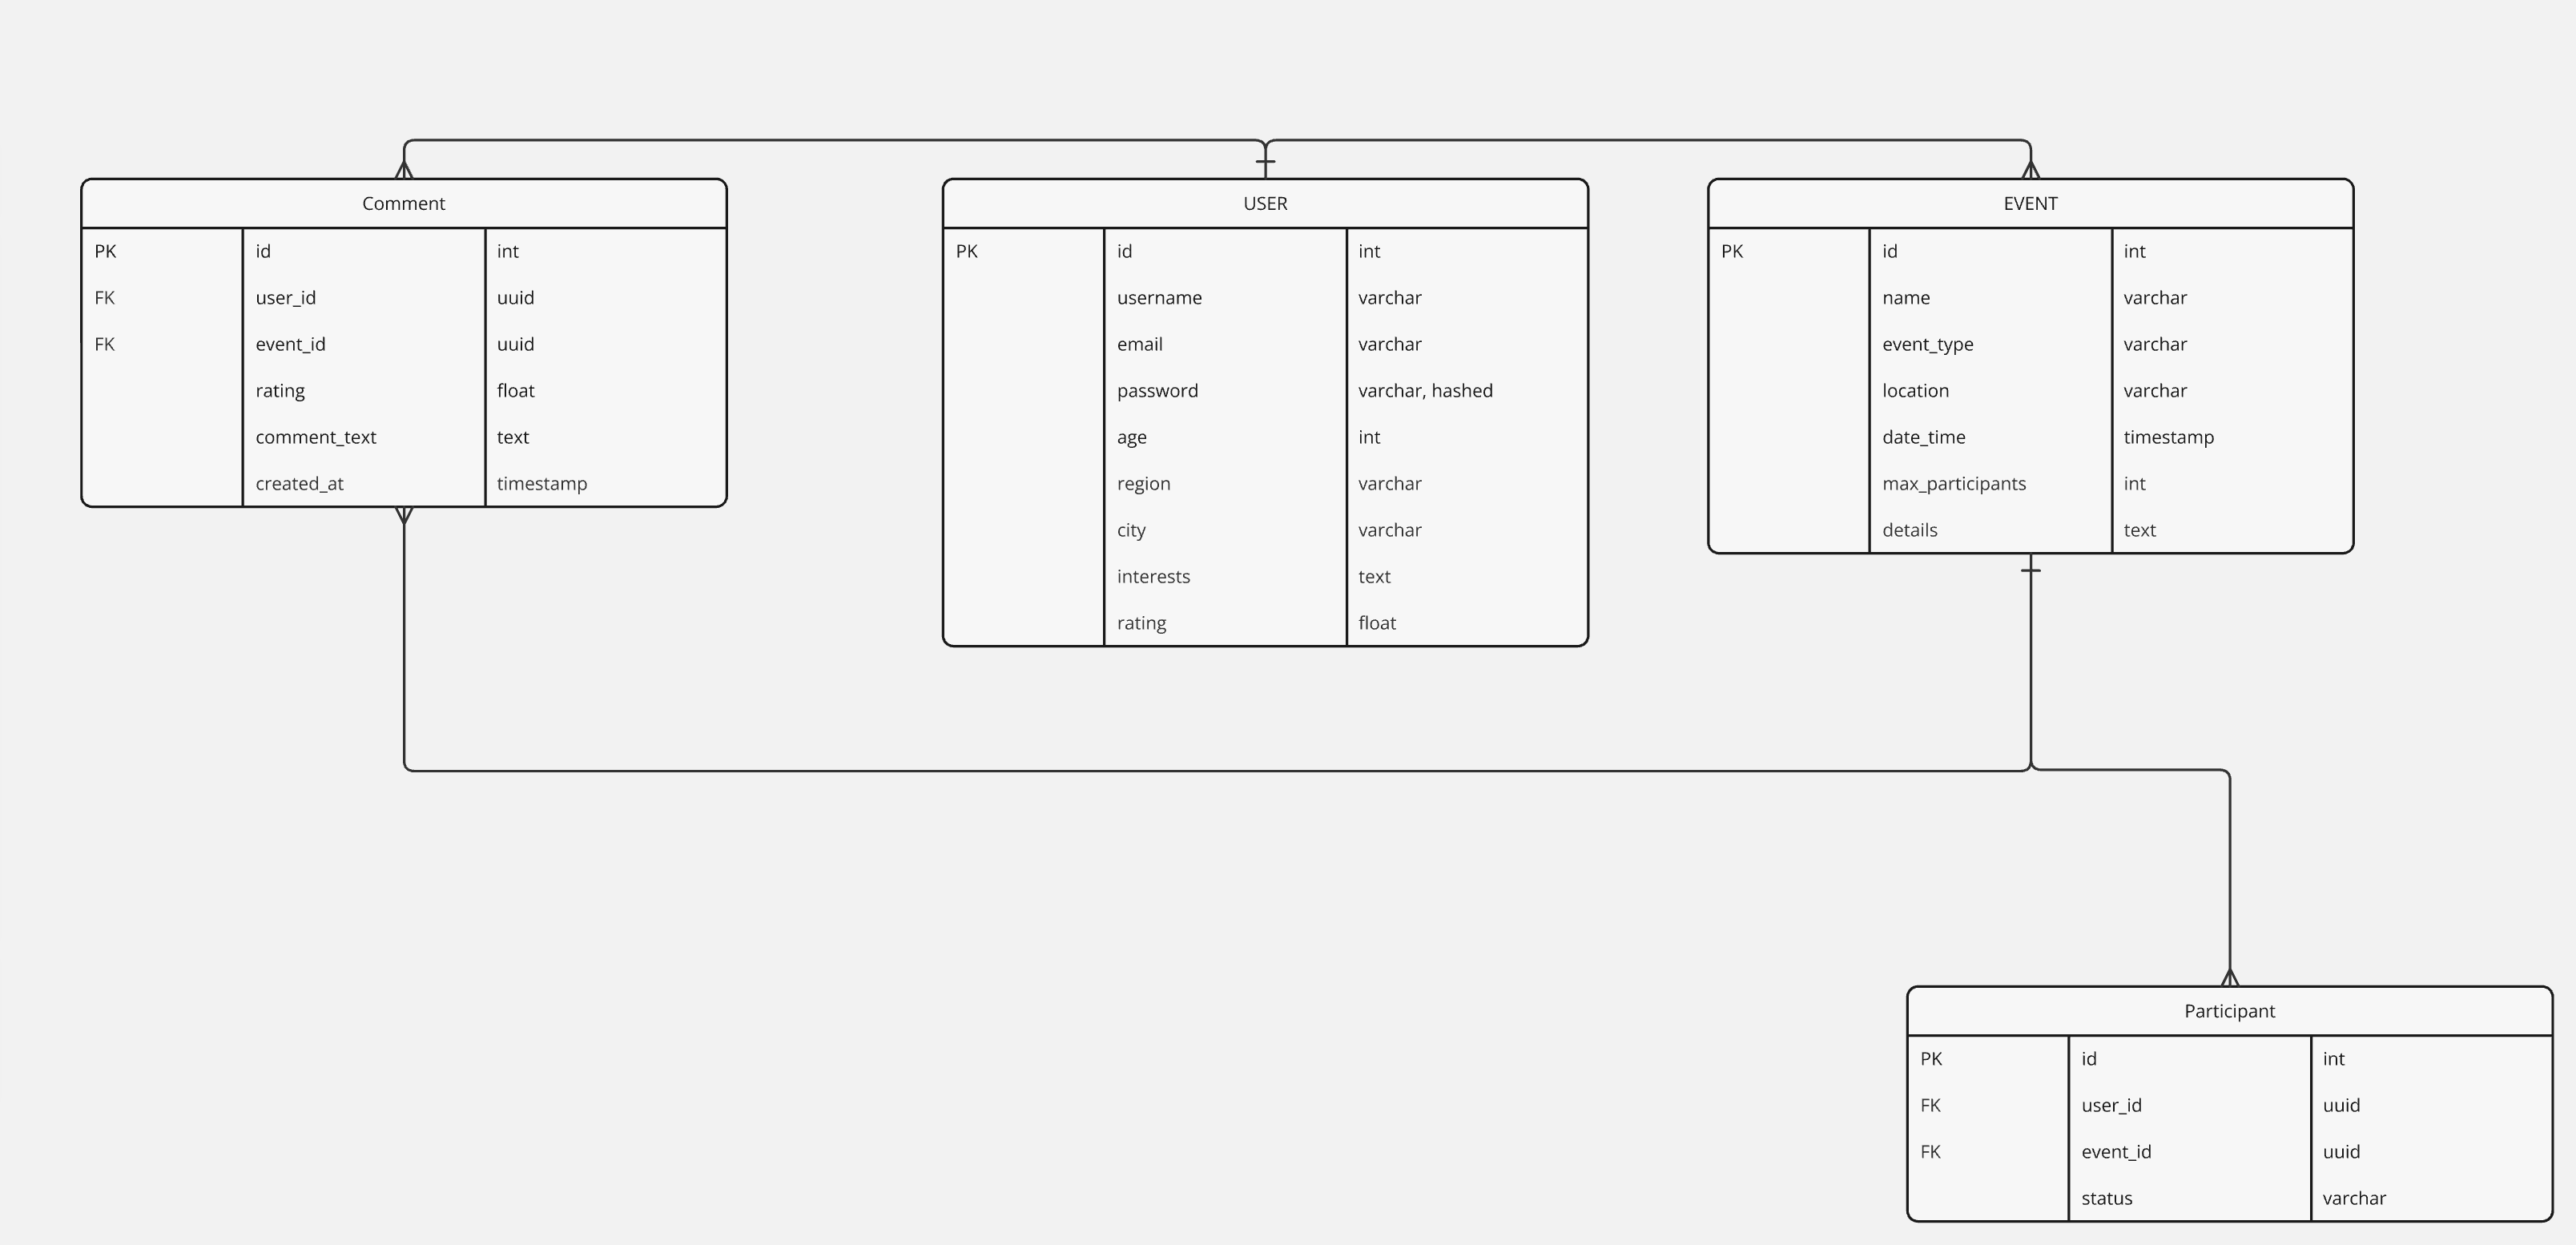 Comment
PK id int
FK user_id uuid
FK event_id uuid
rating float
comment_text text
created_at timestamp
USER
PK id int
username varchar
email varchar
password varchar, hashed
age int
region varchar
city varchar
interests text
rating float
EVENT
PK id int
name varchar
event_type varchar
location varchar
date_time timestamp
max_participants int
details text
Participant
PK id int
FK user_id uuid
FK event_id uuid
status varchar